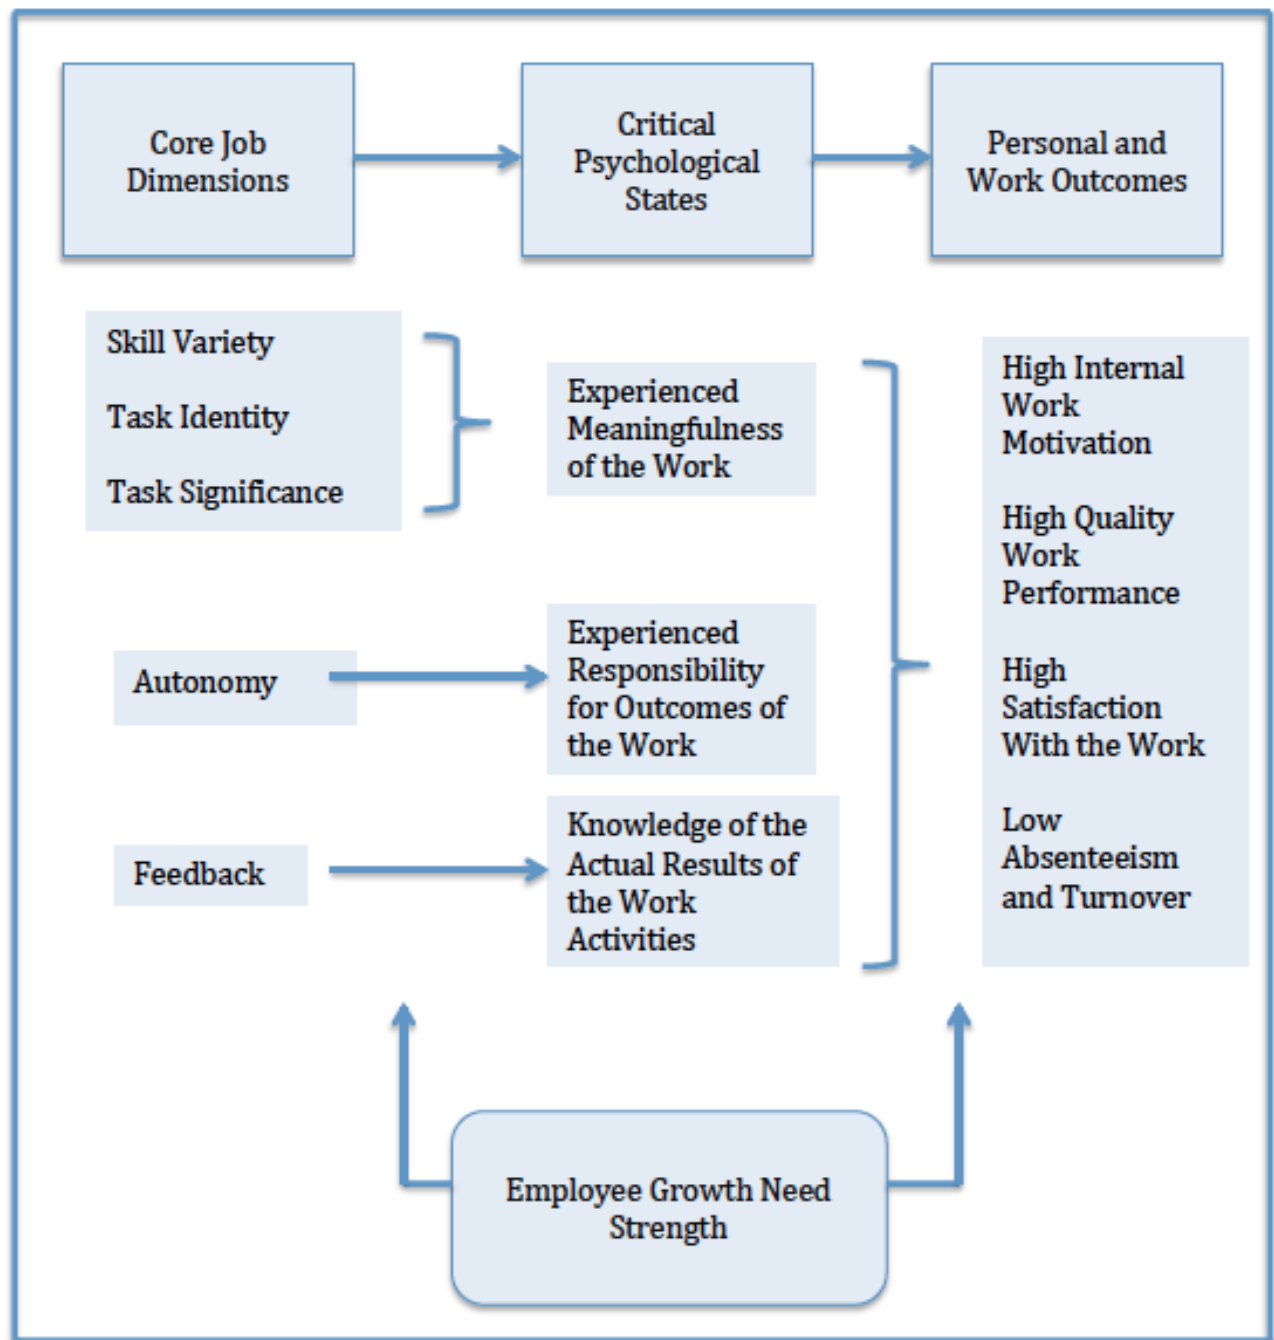 Core Job
Dimensions
Critical
Psychological
States
Personal and
Work Outcomes
Skill Variety
Task Identity
Task Significance
Experienced
Meaningfulness
of the Work
Autonomy
Experienced
Responsibility
for Outcomes of
the Work
Feedback
Knowledge of the
Actual Results of
the Work
Activities
High Internal
Work
Motivation
High Quality
Work
Performance
High
Satisfaction
With the Work
Low
Absenteeism
and Turnover
Employee Growth Need
Strength